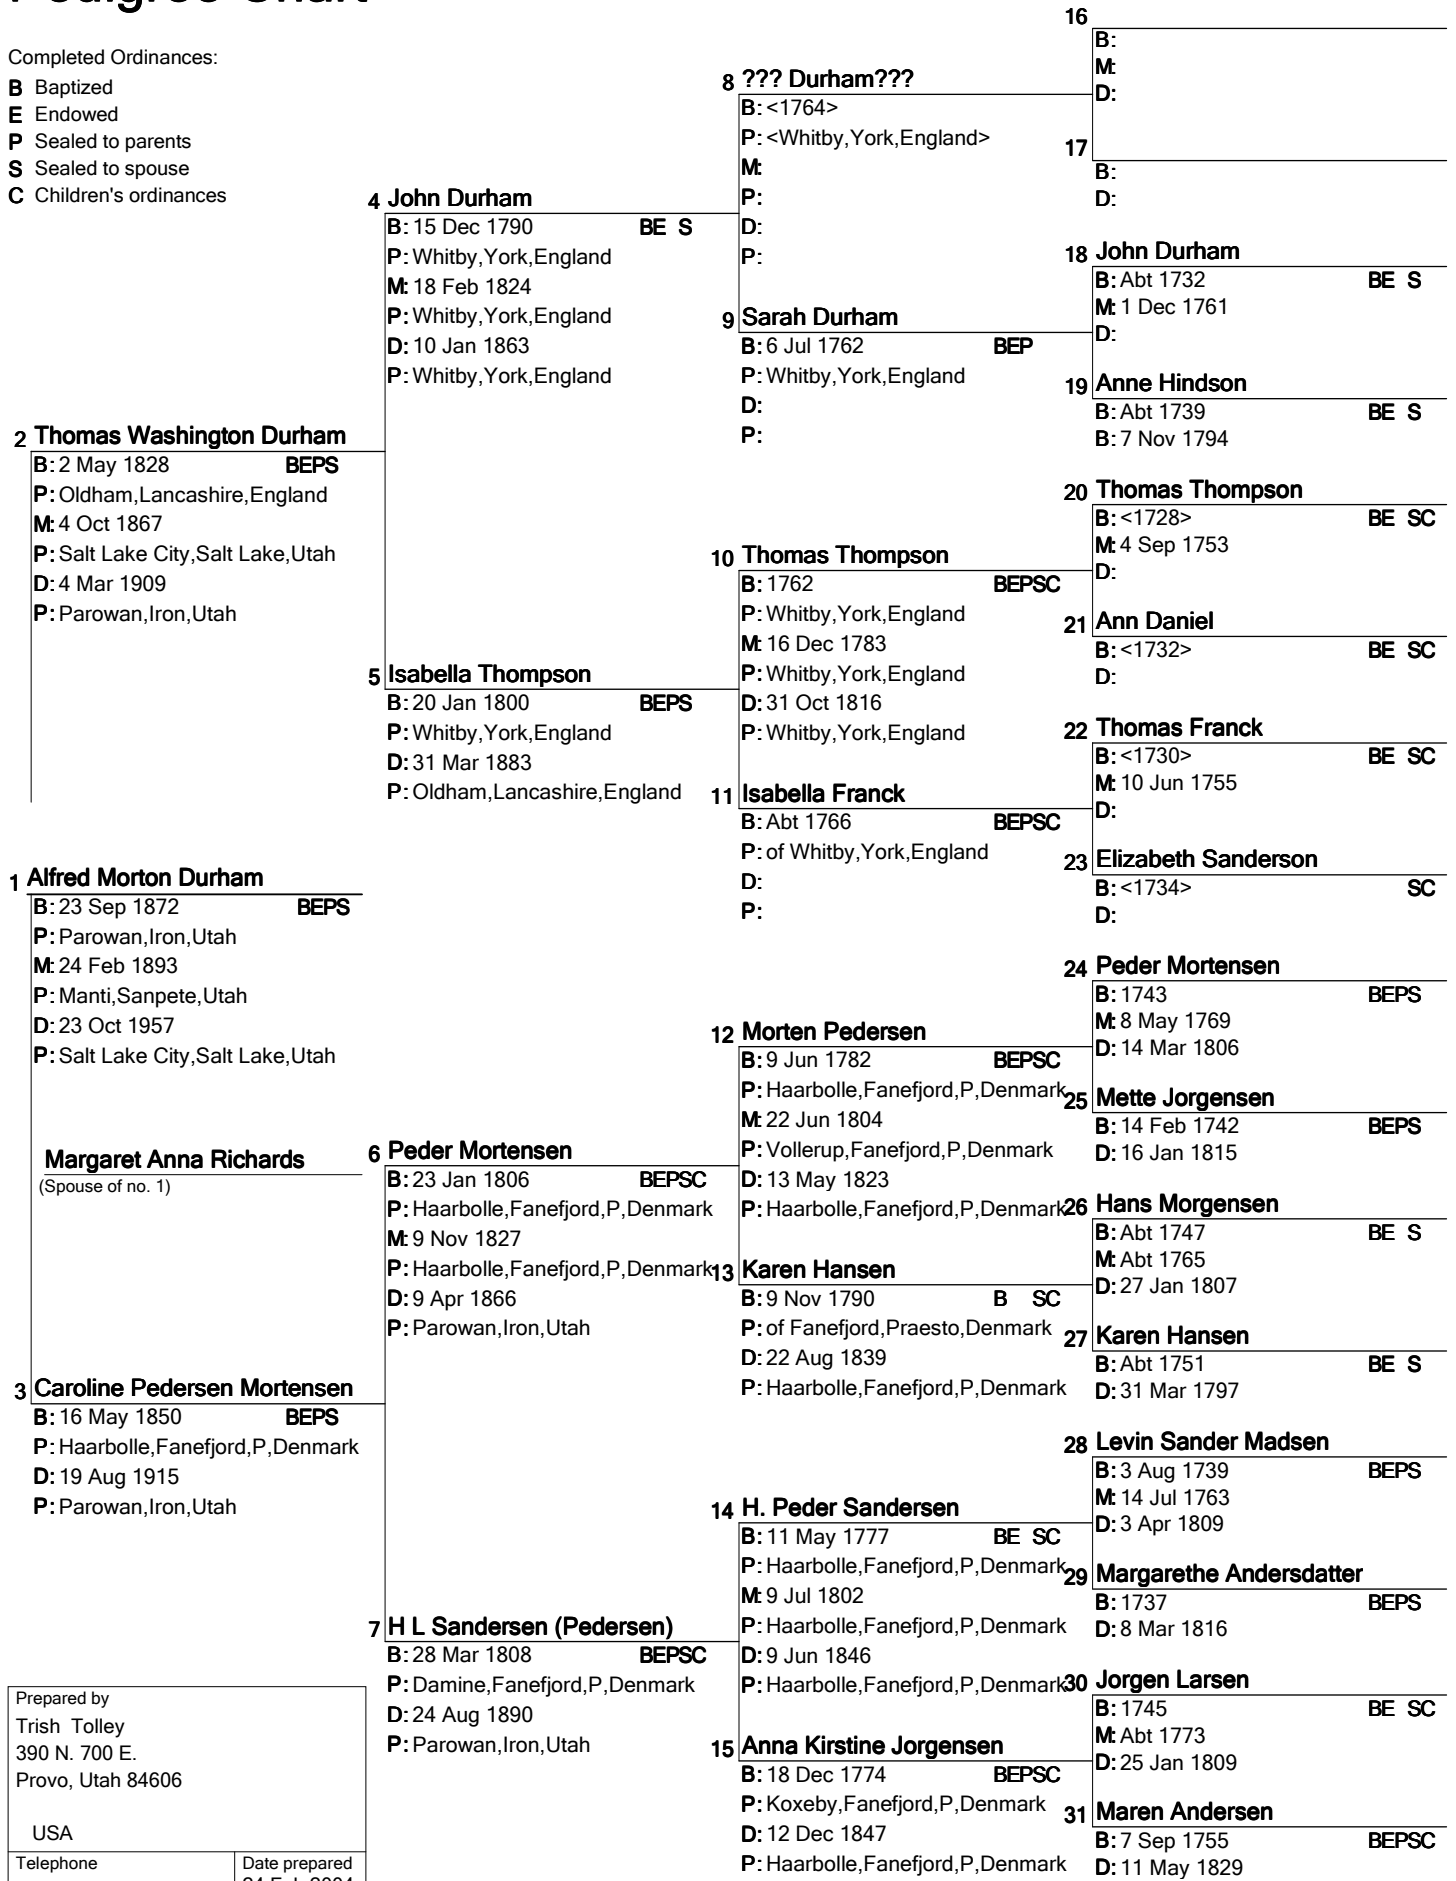 Pedigree Chart
Completed Ordinances:
B Baptized
E Endowed
P Sealed to parents
S Sealed to spouse
C Children's ordinances
2 Thomas Washington Durham
B: 2 May 1828 BEPS
P: Oldham,Lancashire,England
M: 4 Oct 1867
P: Salt Lake City,Salt Lake,Utah
D: 4 Mar 1909
P: Parowan,Iron,Utah
1 Alfred Morton Durham
B: 23 Sep 1872 BEPS
P: Parowan,Iron,Utah
M: 24 Feb 1893
P: Manti,Sanpete,Utah
D: 23 Oct 1957
P: Salt Lake City,Salt Lake,Utah
Margaret Anna Richards
(Spouse of no. 1)
3 Caroline Pedersen Mortensen
B: 16 May 1850 BEPS
P: Haarbolle,Fanefjord,P,Denmark
D: 19 Aug 1915
P: Parowan,Iron,Utah
Prepared by
Trish Tolley
390 N. 700 E.
Provo, Utah 84606
USA
Telephone
Date prepared
4 John Durham
B: 15 Dec 1790 BE S
P: Whitby,York,England
M: 18 Feb 1824
P: Whitby,York,England
D: 10 Jan 1863
P: Whitby,York,England
5 Isabella Thompson
B: 20 Jan 1800 BEPS
P: Whitby,York,England
D: 31 Mar 1883
P: Oldham,Lancashire,England
6 Peder Mortensen
B: 23 Jan 1806 BEPSC
P: Haarbolle,Fanefjord,P,Denmark
M: 9 Nov 1827
P: Haarbolle,Fanefjord,P,Denmark
D: 9 Apr 1866
P: Parowan,Iron,Utah
7 H L Sandersen (Pedersen)
B: 28 Mar 1808 BEPSC
P: Damine,Fanefjord,P,Denmark
D: 24 Aug 1890
P: Parowan,Iron,Utah
8 ??? Durham???
B: <1764>
P: <Whitby,York,England>
M:
P:
D:
P:
9 Sarah Durham
B: 6 Jul 1762 BEP
P: Whitby,York,England
D:
P:
10 Thomas Thompson
B: 1762 BEPSC
P: Whitby,York,England
M: 16 Dec 1783
P: Whitby,York,England
D: 31 Oct 1816
P: Whitby,York,England
11 Isabella Franck
B: Abt 1766 BEPSC
P: of Whitby,York,England
D:
P:
12 Morten Pedersen
B: 9 Jun 1782 BEPSC
P: Haarbolle,Fanefjord,P,Denmark
M: 22 Jun 1804
P: Vollerup,Fanefjord,P,Denmark
D: 13 May 1823
P: Haarbolle,Fanefjord,P,Denmark
13 Karen Hansen
B: 9 Nov 1790 B SC
P: of Fanefjord,Praesto,Denmark
D: 22 Aug 1839
P: Haarbolle,Fanefjord,P,Denmark
14 H. Peder Sandersen
B: 11 May 1777 BE SC
P: Haarbolle,Fanefjord,P,Denmark
M: 9 Jul 1802
P: Haarbolle,Fanefjord,P,Denmark
D: 9 Jun 1846
P: Haarbolle,Fanefjord,P,Denmark
15 Anna Kirstine Jorgensen
B: 18 Dec 1774 BEPSC
P: Koxeby,Fanefjord,P,Denmark
D: 12 Dec 1847
P: Haarbolle,Fanefjord,P,Denmark
16
B:
M:
D:
17
B:
D:
18 John Durham
B: Abt 1732 BE S
M: 1 Dec 1761
D:
19 Anne Hindson
B: Abt 1739 BE S
B: 7 Nov 1794
20 Thomas Thompson
B: <1728> BE SC
M: 4 Sep 1753
D:
21 Ann Daniel
B: <1732> BE SC
D:
22 Thomas Franck
B: <1730> BE SC
M: 10 Jun 1755
D:
23 Elizabeth Sanderson
B: <1734> SC
D:
24 Peder Mortensen
B: 1743 BEPS
M: 8 May 1769
D: 14 Mar 1806
25 Mette Jorgensen
B: 14 Feb 1742 BEPS
D: 16 Jan 1815
26 Hans Morgensen
B: Abt 1747 BE S
M: Abt 1765
D: 27 Jan 1807
27 Karen Hansen
B: Abt 1751 BE S
D: 31 Mar 1797
28 Levin Sander Madsen
B: 3 Aug 1739 BEPS
M: 14 Jul 1763
D: 3 Apr 1809
29 Margarethe Andersdatter
B: 1737 BEPS
D: 8 Mar 1816
30 Jorgen Larsen
B: 1745 BE SC
M: Abt 1773
D: 25 Jan 1809
31 Maren Andersen
B: 7 Sep 1755 BEPSC
D: 11 May 1829